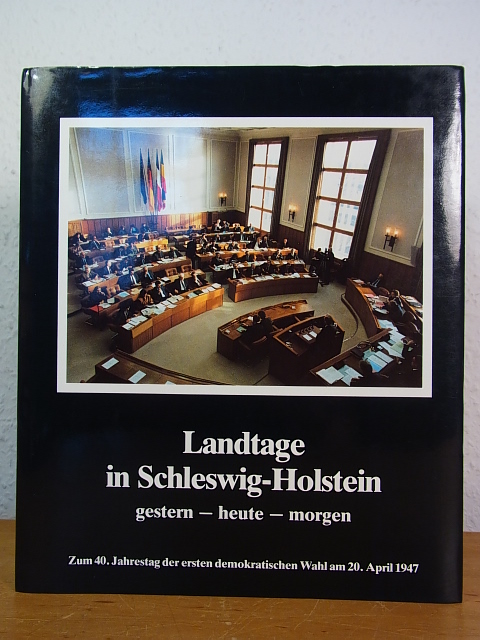 Landtage
in Schleswig-Holstein
gestern – heute – morgen
Zum 40. Jahrestag der ersten demokratischen Wahl am 20. April 1947